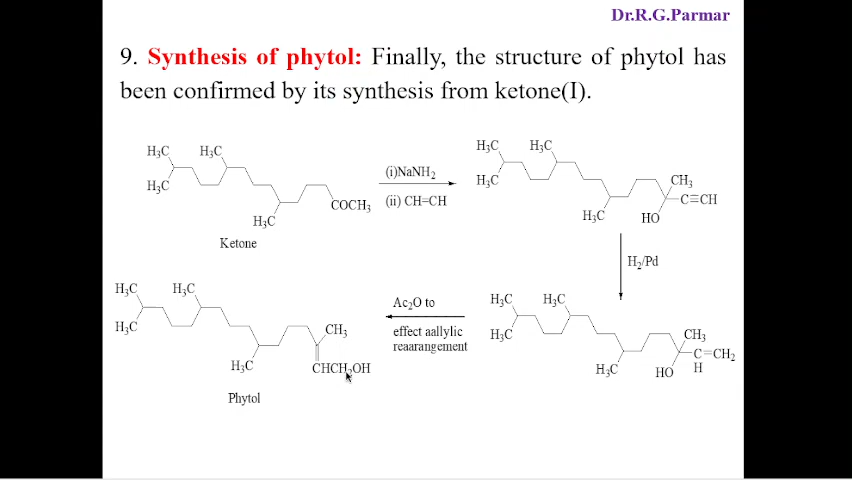 Dr.R.G.Parmar
9. Synthesis of phytol: Finally, the structure of phytol has
been confirmed by its synthesis from ketone(I).
H₃C
H₃C
H₃C
H₃C
COCH₃
Ketone
(i)NaNH₂
(ii) CH=CH
H₃C
H₃C
H₃C
H₃C
CH₃
C≡CH
HO
H₂/Pd
H₃C
H₃C
H₃C
H₃C
CH₃
C=CH₂
H
HO
Ac₂O to
effect aallylic
reaarangement
H₃C
H₃C
H₃C
H₃C
CH₃
CHCH₂OH
Phytol